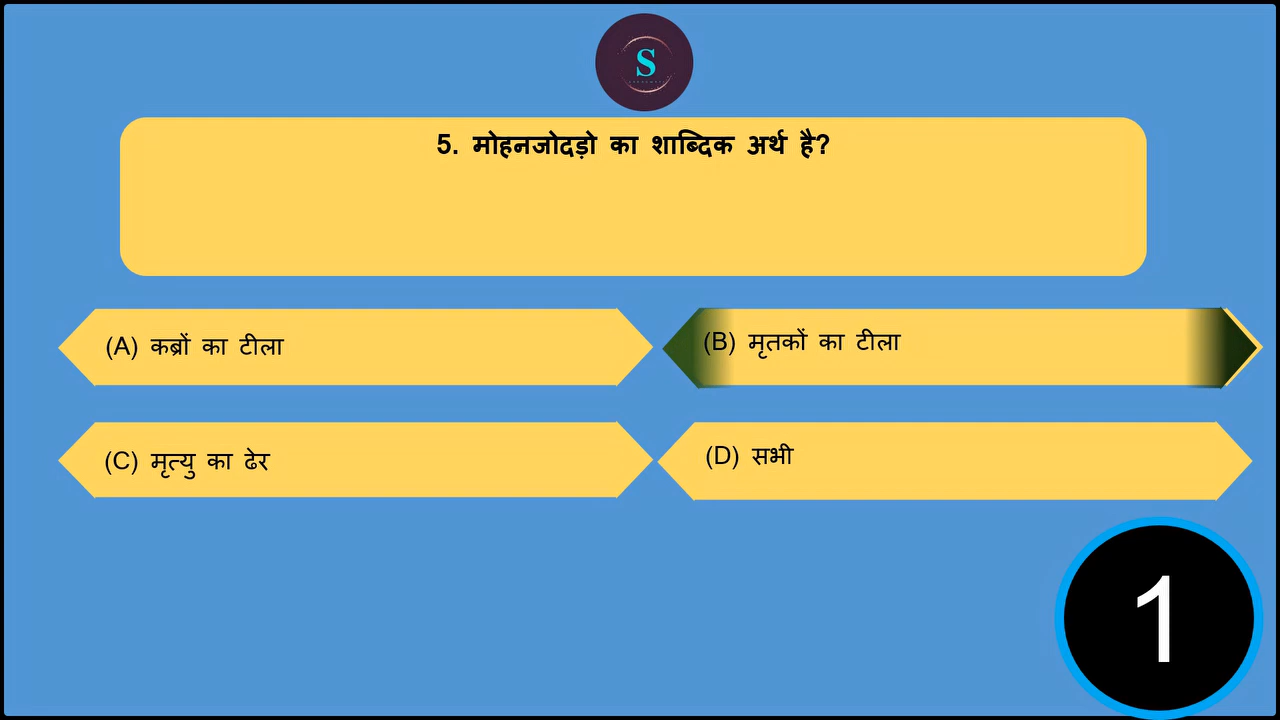 S
5. मोहनजोदड़ो का शाब्दिक अर्थ है?
(A) कब्रों का टीला
(B) मृतकों का टीला
(C) मृत्यु का ढेर
(D) सभी
1